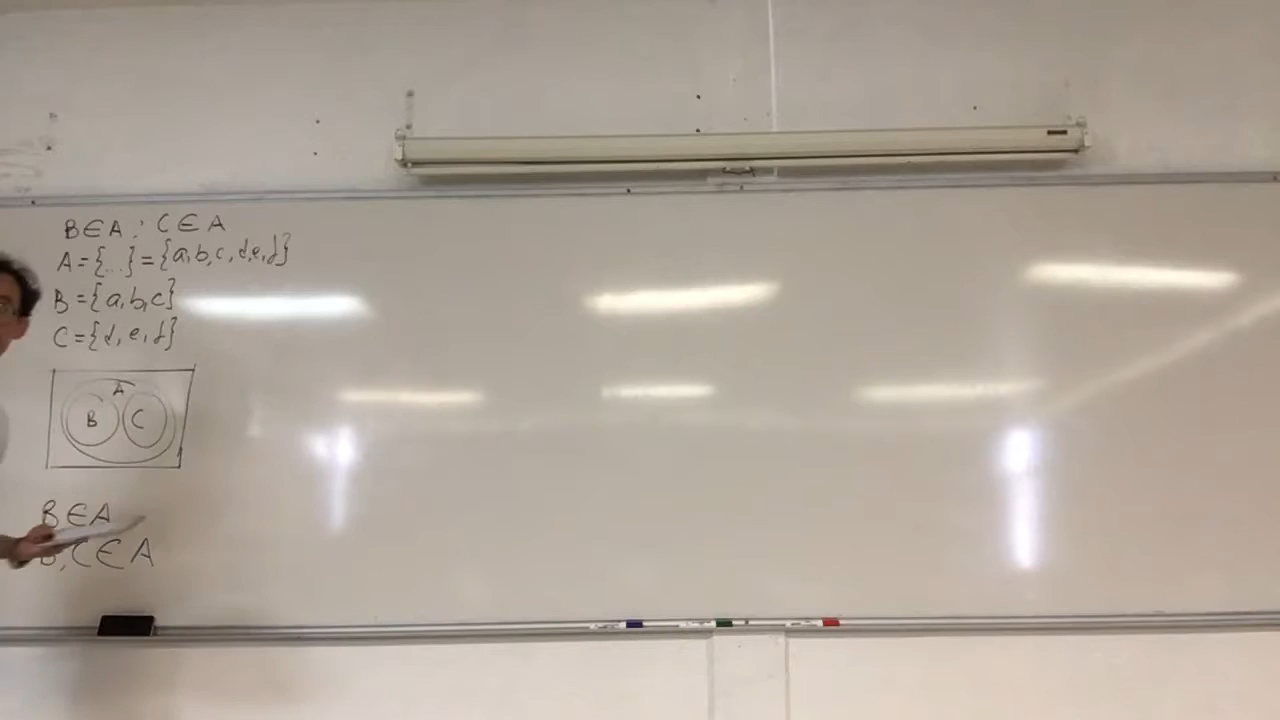 B∈A ; C∈A
A={...}={a,b,c,d,e,f}
B={a,b,c}
C={d,e,f}
A
B C
B∈A
B,C∈A